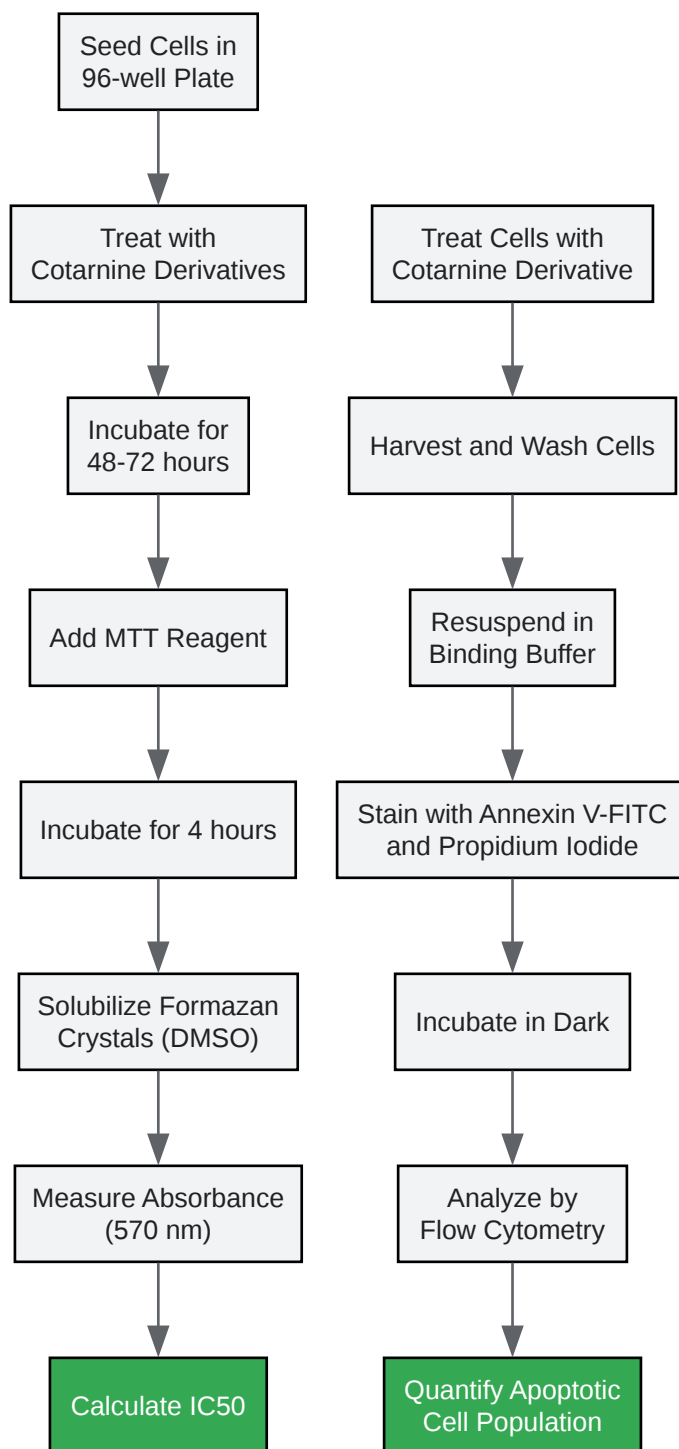 Seed Cells in
96-well Plate
Treat with
Cotarnine Derivatives
Incubate for
48-72 hours
Add MTT Reagent
Incubate for 4 hours
Solubilize Formazan
Crystals (DMSO)
Measure Absorbance
(570 nm)
Calculate IC50
Treat Cells with
Cotarnine Derivative
Harvest and Wash Cells
Resuspend in
Binding Buffer
Stain with Annexin V-FITC
and Propidium Iodide
Incubate in Dark
Analyze by
Flow Cytometry
Quantify Apoptotic
Cell Population